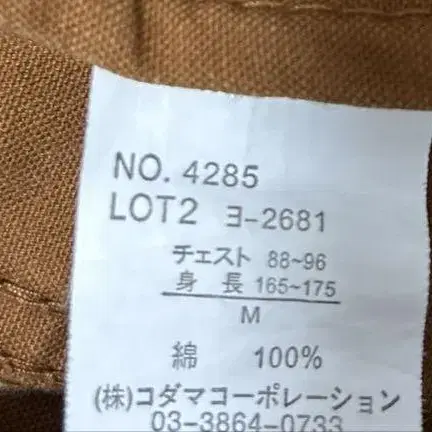 NO. 4285
LOT2 ヨ-2681
チェスト 88~96
身 長 165~175
M
綿 100%
(株)コダマコーポレーション
03-3864-0733